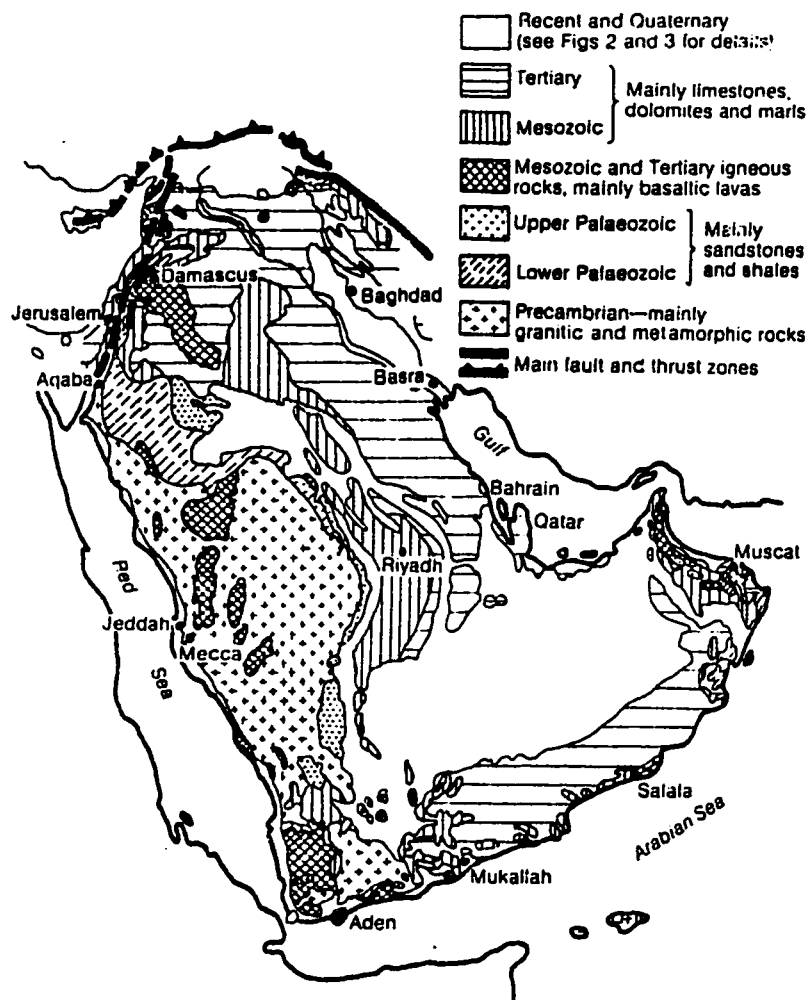 Recent and Quaternary
(see Figs 2 and 3 for details)
Tertiary
Mainly limestones,
dolomites and marls
Mesozoic
Mesozoic and Tertiary igneous
rocks, mainly basaltic lavas
Upper Palaeozoic
Mainly
sandstones
and shales
Lower Palaeozoic
Precambrian—mainly
granitic and metamorphic rocks
Main fault and thrust zones
Damascus
Baghdad
Jerusalem
Aqaba
Basra
Gulf
Bahrain
Qatar
Muscat
Riyadh
Red
Sea
Jeddah
Mecca
Salala
Arabian Sea
Mukallah
Aden